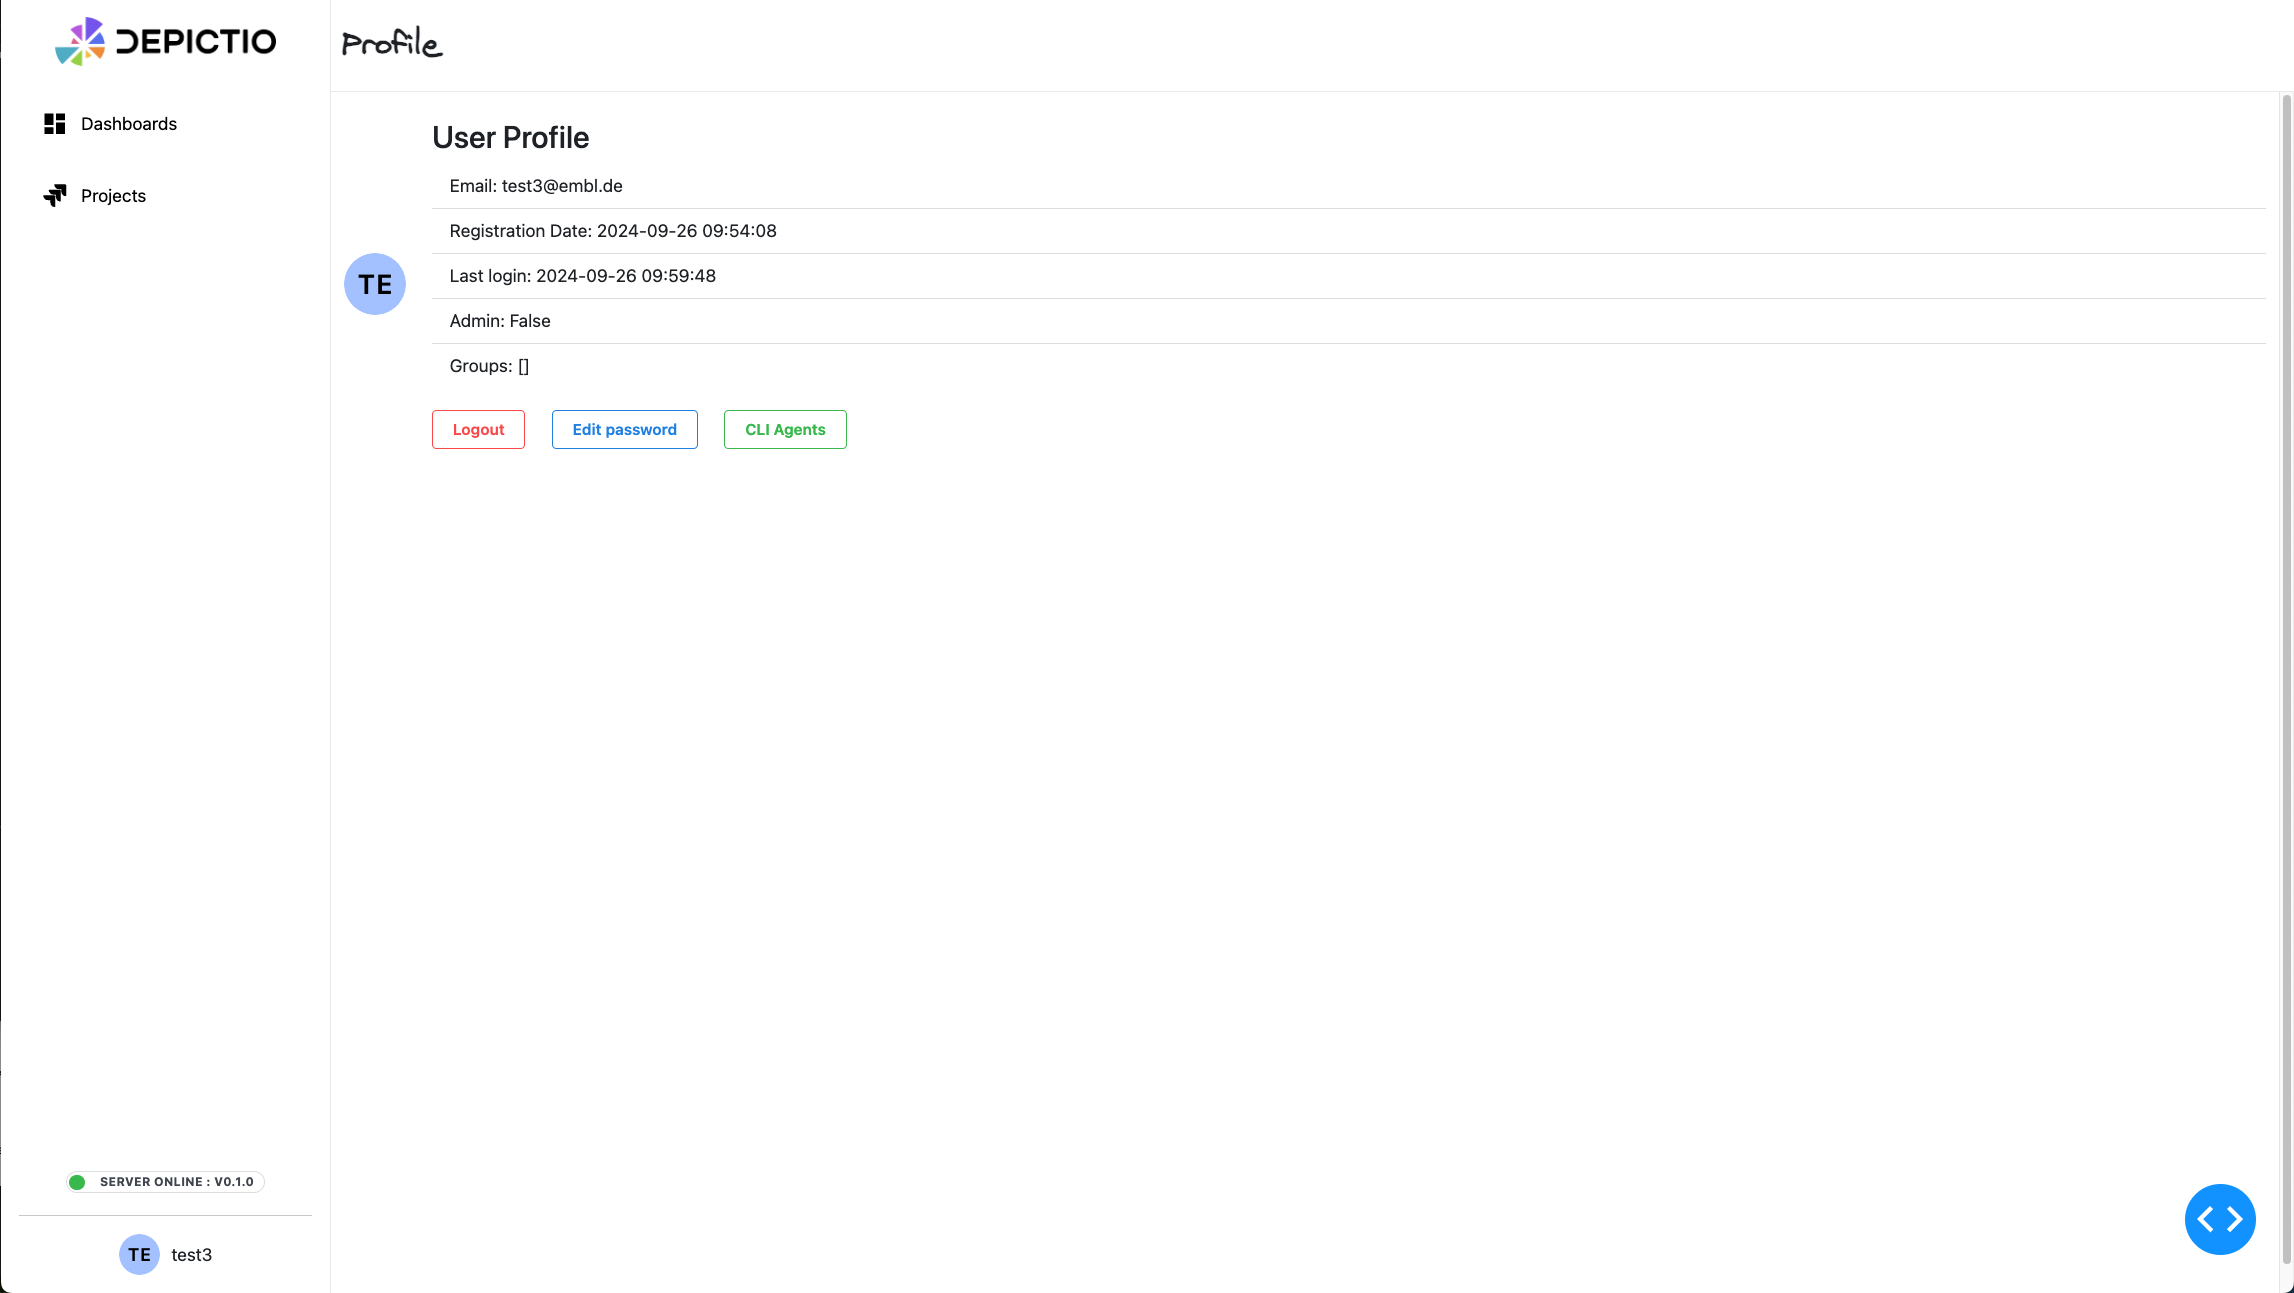 DEPICTIO
Dashboards
Projects
SERVER ONLINE : V0.1.0
TE test3
Profile
User Profile
Email: test3@embl.de
Registration Date: 2024-09-26 09:54:08
TE
Last login: 2024-09-26 09:59:48
Admin: False
Groups: []
Logout Edit password CLI Agents